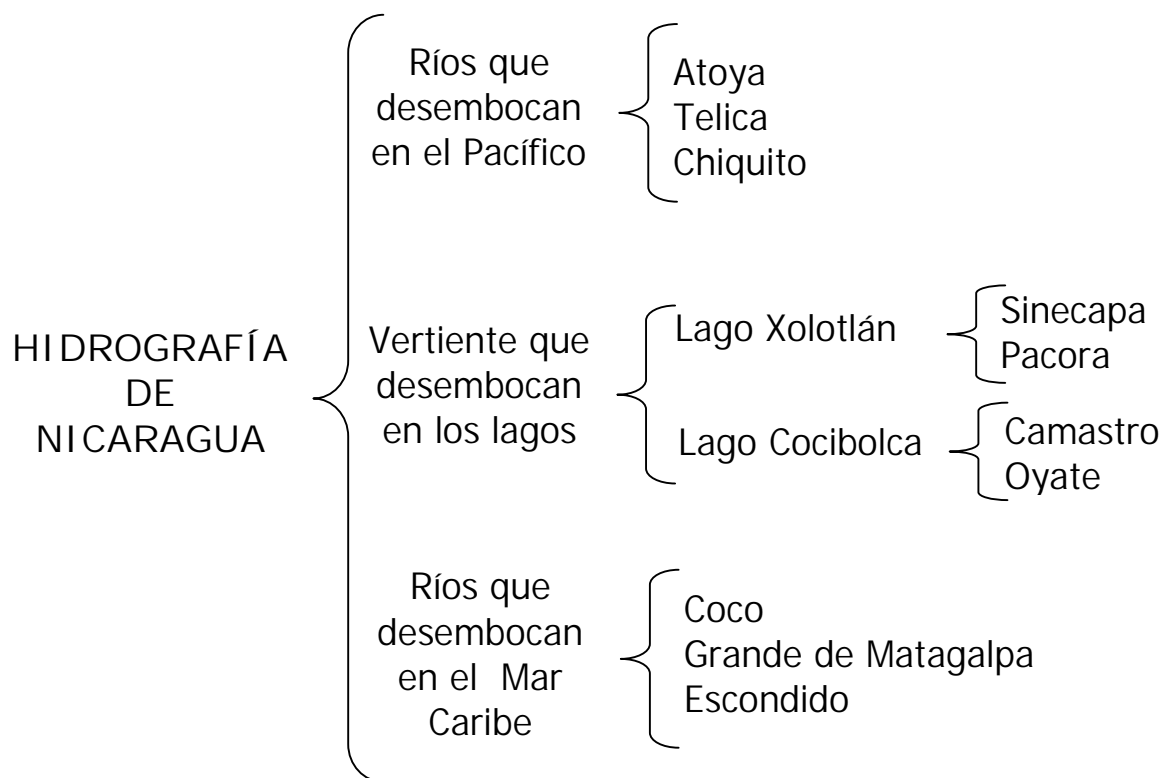 HIDROGRAFÍA
DE
NICARAGUA
Ríos que
desembocan
en el Pacífico
Atoya
Telica
Chiquito
Vertiente que
desembocan
en los lagos
Lago Xolotlán
Sinecapa
Pacora
Lago Cocibolca
Camastro
Oyate
Ríos que
desembocan
en el Mar
Caribe
Coco
Grande de Matagalpa
Escondido